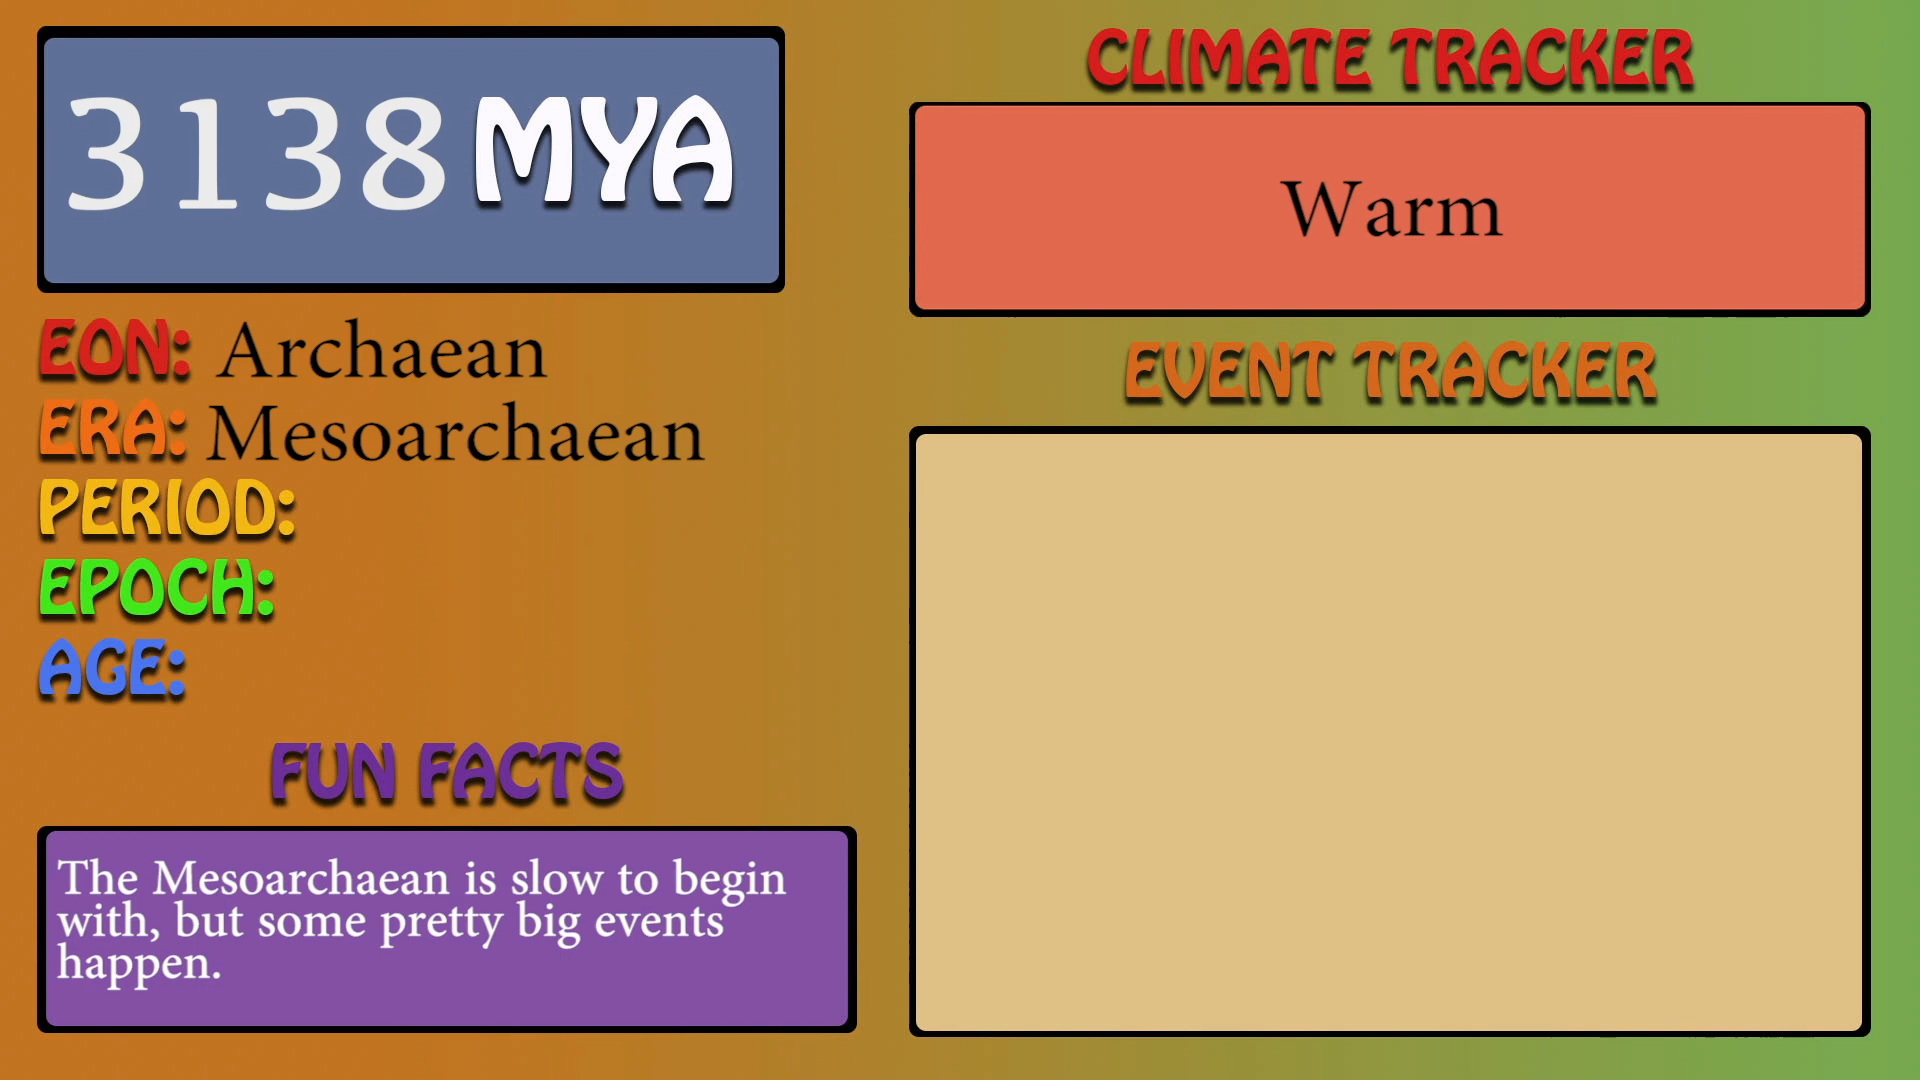 3138 MYA
EON: Archaean
ERA: Mesoarchaean
PERIOD:
EPOCH:
AGE:
FUN FACTS
The Mesoarchaean is slow to begin
with, but some pretty big events
happen.
CLIMATE TRACKER
Warm
EVENT TRACKER